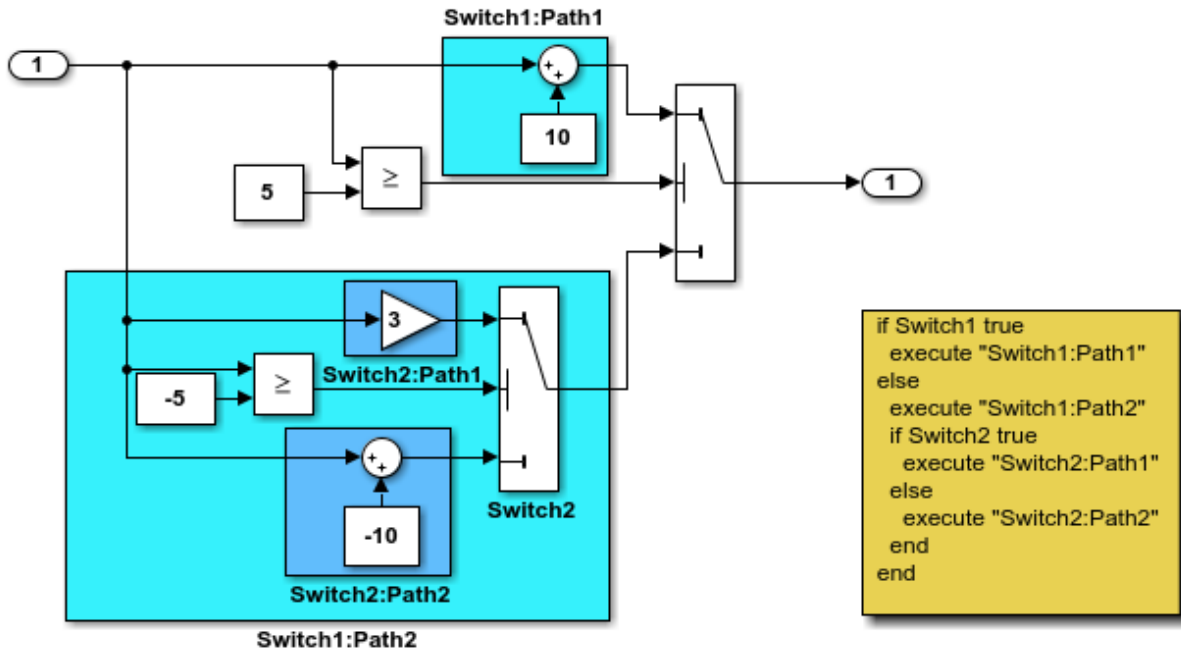 Switch1:Path1
1
10
5
≥
1
3
Switch2:Path1
≥
-5
Switch2
-10
Switch2:Path2
Switch1:Path2
if Switch1 true
execute "Switch1:Path1"
else
execute "Switch1:Path2"
if Switch2 true
execute "Switch2:Path1"
else
execute "Switch2:Path2"
end
end